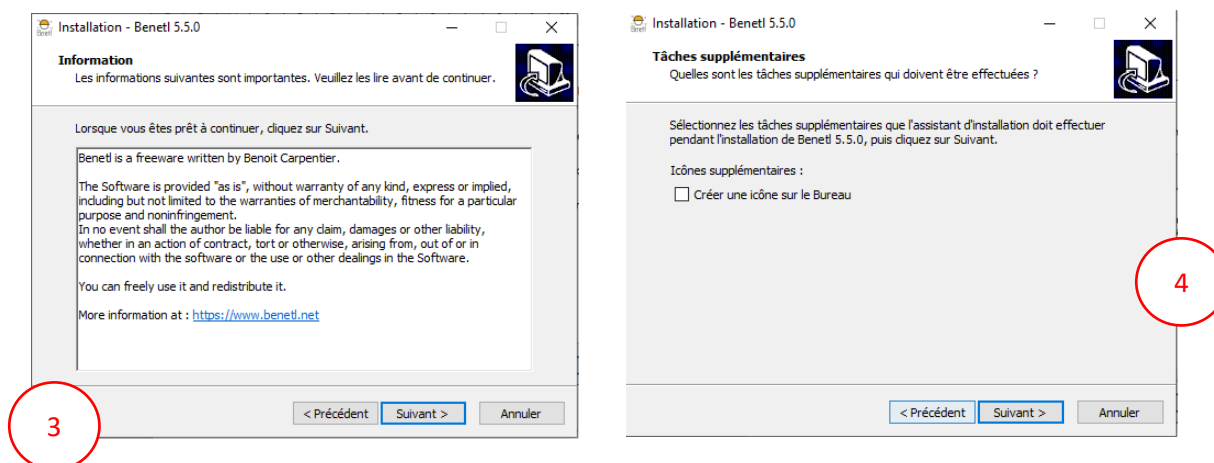 Installation - Benetl 5.5.0
Information
Les informations suivantes sont importantes. Veuillez les lire avant de continuer.
Lorsque vous êtes prêt à continuer, cliquez sur Suivant.
Benetl is a freeware written by Benoit Carpentier.
The Software is provided "as is", without warranty of any kind, express or implied,
including but not limited to the warranties of merchantability, fitness for a particular
purpose and noninfringement.
In no event shall the author be liable for any claim, damages or other liability,
whether in an action of contract, tort or otherwise, arising from, out of or in
connection with the software or the use or other dealings in the Software.
You can freely use it and redistribute it.
More information at : https://www.benetl.net
< Précédent
Suivant >
Annuler
3
Installation - Benetl 5.5.0
Tâches supplémentaires
Quelles sont les tâches supplémentaires qui doivent être effectuées ?
Sélectionnez les tâches supplémentaires que l'assistant d'installation doit effectuer
pendant l'installation de Benetl 5.5.0, puis cliquez sur Suivant.
Icônes supplémentaires :
Créer une icône sur le Bureau
4
< Précédent
Suivant >
Annuler